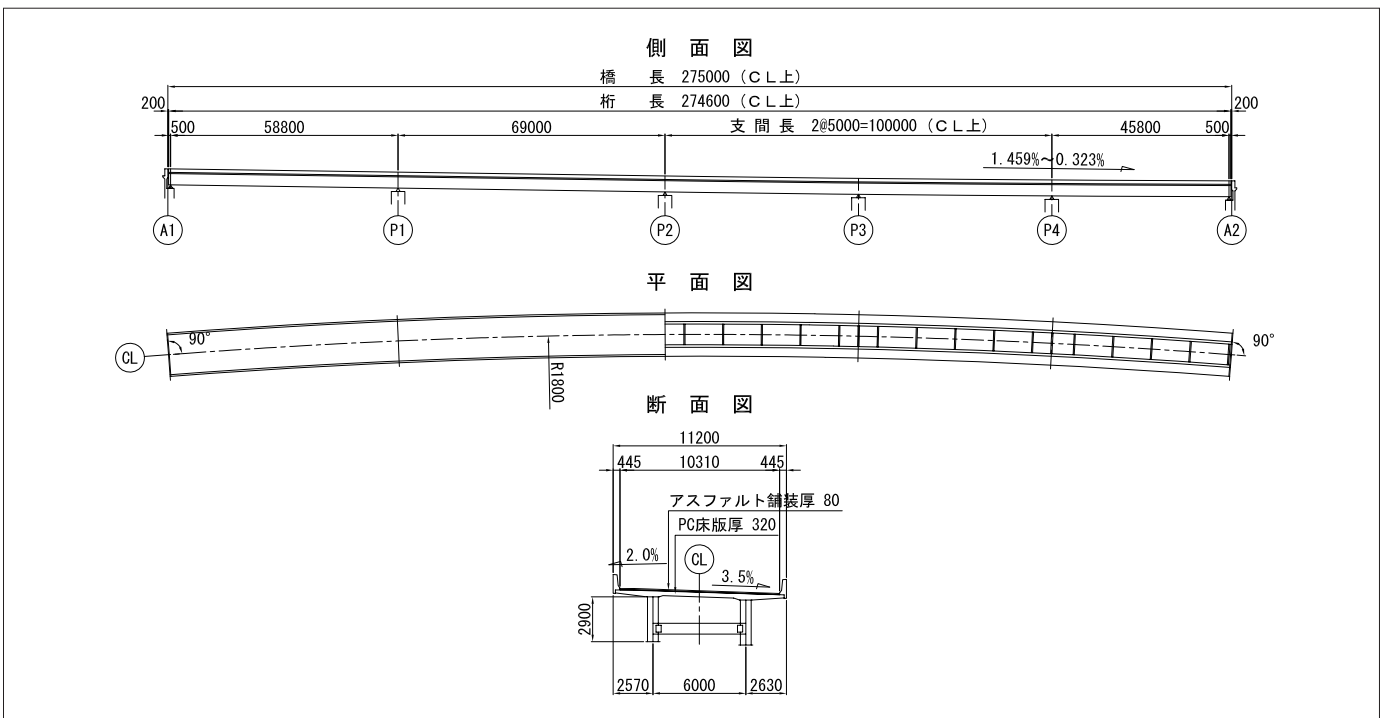 側 面 図
橋 長 275000 (CL上)
200 桁 長 274600 (CL上) 200
500 58800 69000 支 間 長 2@5000=100000 (CL上) 45800 500
1.459%~0.323%
A1 P1 P2 P3 P4 A2
平 面 図
90° 90°
CL
R1800
断 面 図
11200
445 10310 445
アスファルト舗装厚 80
PC床版厚 320
2.0% CL 3.5%
2900
2570 6000 2630